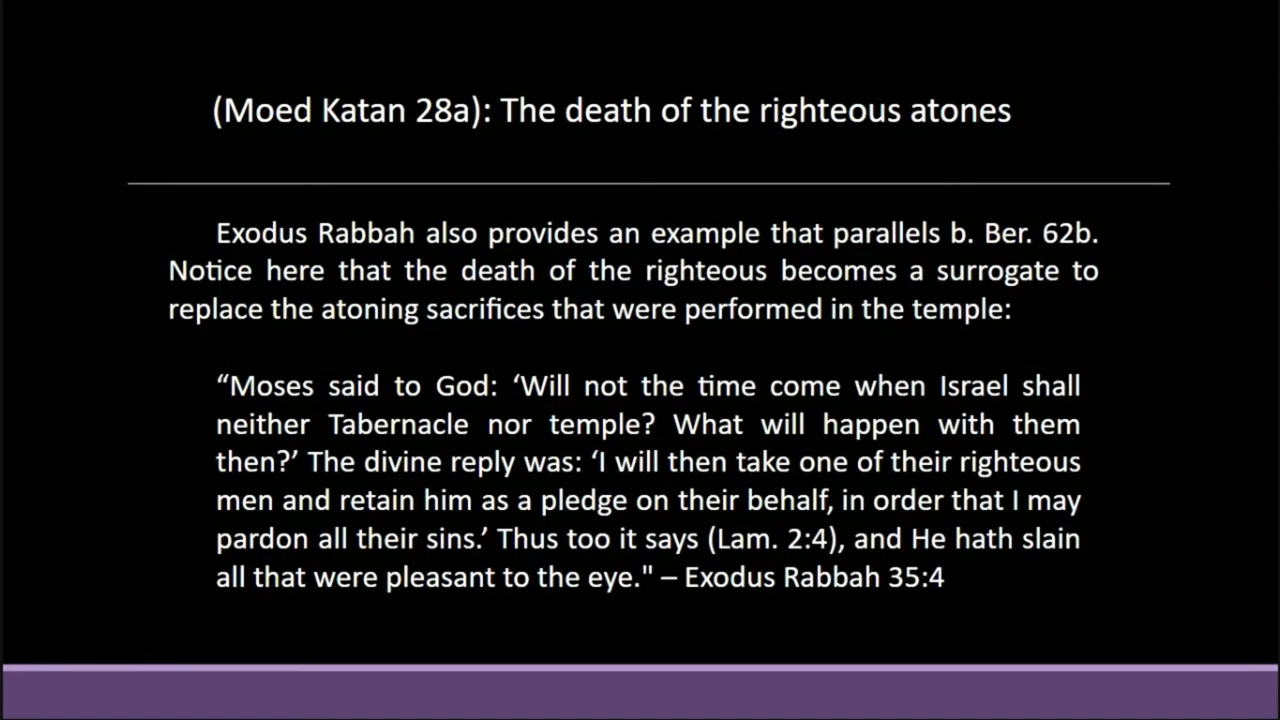 (Moed Katan 28a): The death of the righteous atones
Exodus Rabbah also provides an example that parallels b. Ber. 62b.
Notice here that the death of the righteous becomes a surrogate to
replace the atoning sacrifices that were performed in the temple:
“Moses said to God: ‘Will not the time come when Israel shall
neither Tabernacle nor temple? What will happen with them
then?’ The divine reply was: ‘I will then take one of their righteous
men and retain him as a pledge on their behalf, in order that I may
pardon all their sins.’ Thus too it says (Lam. 2:4), and He hath slain
all that were pleasant to the eye." – Exodus Rabbah 35:4